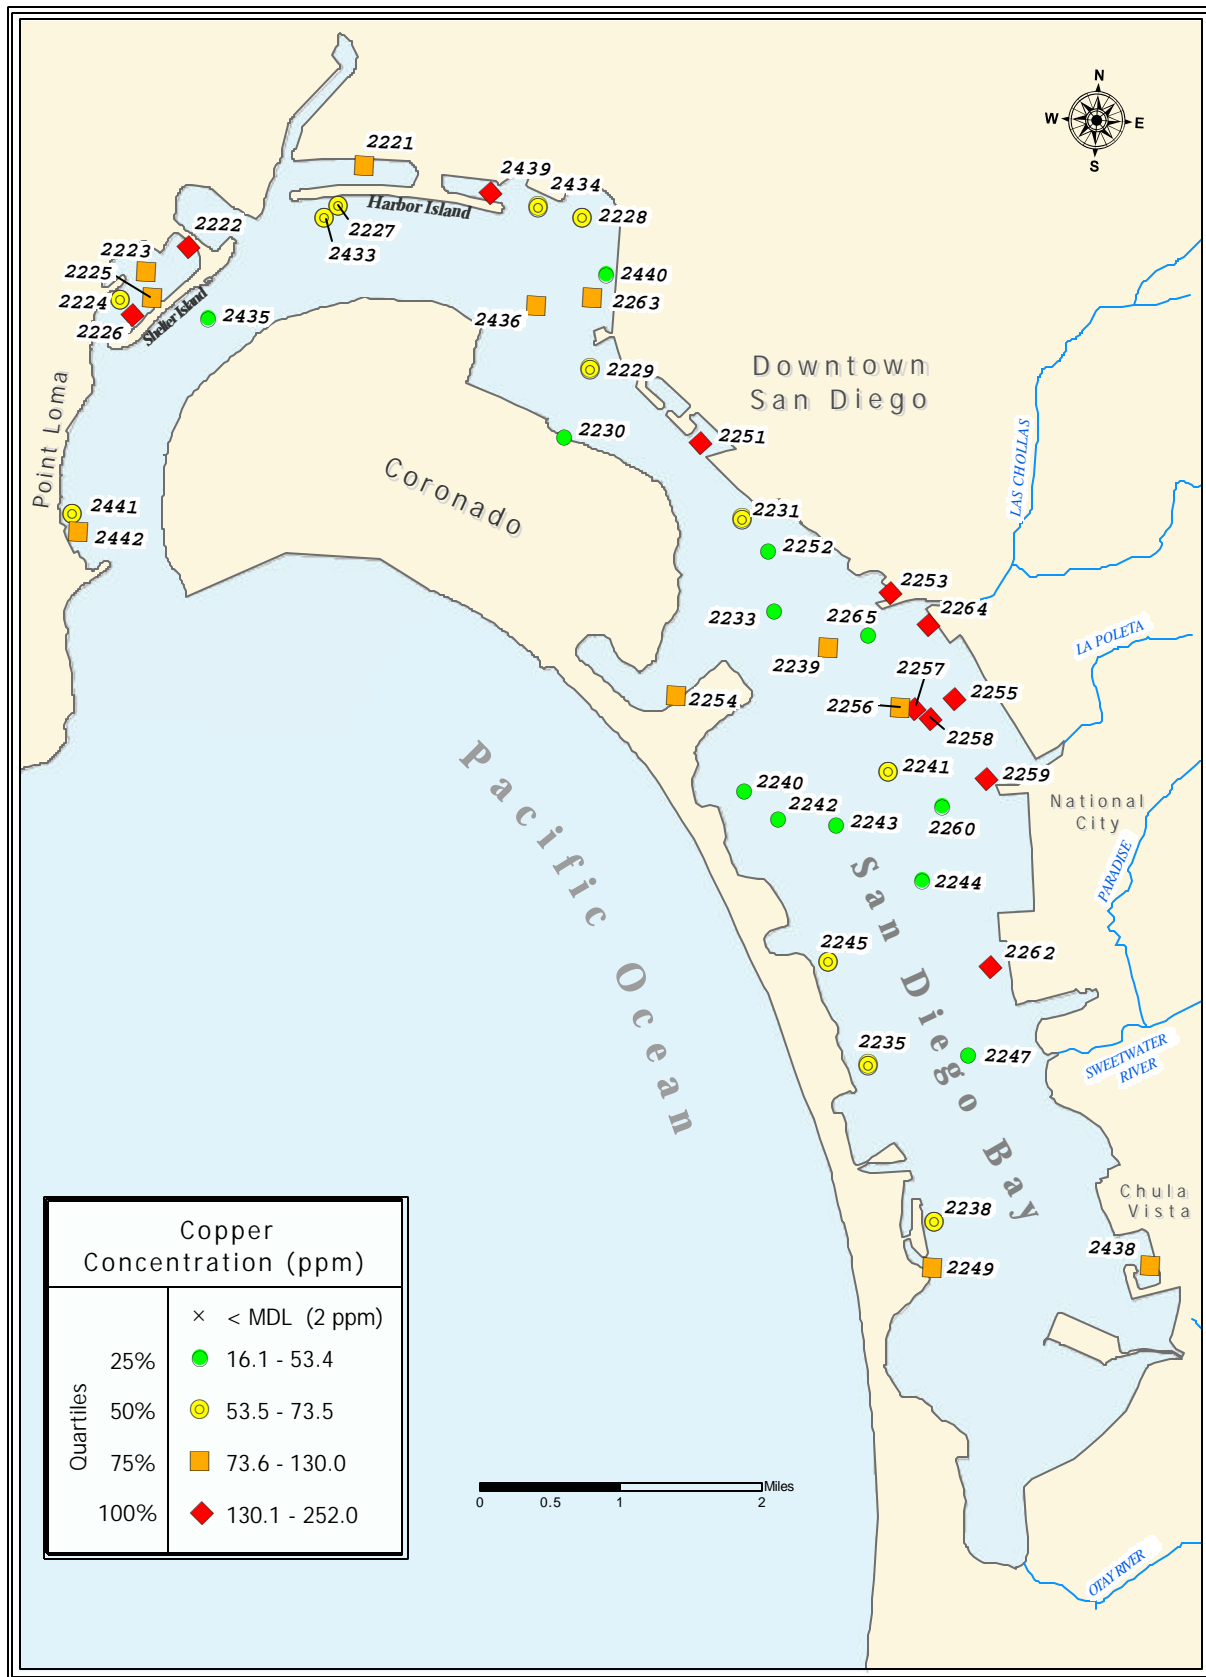 N
W
E
S
2221
2439
2434
Harbor Island
2228
2227
2433
2222
2223
2225
2224
2226
Shelter Island
2435
2440
2263
2436
2229
Downtown
San Diego
Point Loma
2230
2251
Coronado
LAS CHOLLAS
2441
2442
2231
2252
2253
2233
2265
2264
LA POLETA
2239
2257
2254
2256
2255
2258
2241
2259
2240
2242
2243
2260
National
City
Pacific Ocean
San Diego Bay
2244
PARADISE
2245
2262
2235
2247
SWEETWATER
RIVER
Chula
Vista
2238
2249
2438
Copper
Concentration (ppm)
× < MDL (2 ppm)
Quartiles
25% 16.1 - 53.4
50% 53.5 - 73.5
75% 73.6 - 130.0
100% 130.1 - 252.0
Miles
0 0.5 1 2
OTAY RIVER